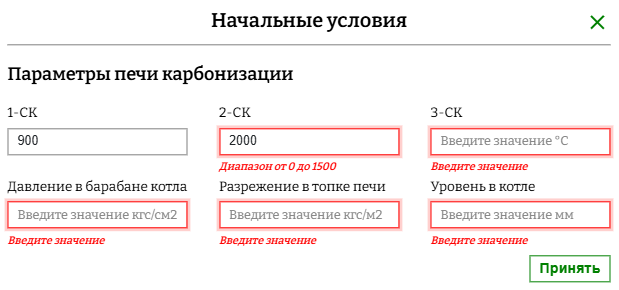 Начальные условия
Параметры печи карбонизации
1-СК 2-СК 3-СК
900 2000 Введите значение °C
Диапазон от 0 до 1500 Введите значение
Давление в барабане котла Разрежение в топке печи Уровень в котле
Введите значение кгс/см2 Введите значение кгс/м2 Введите значение мм
Введите значение Введите значение Введите значение
Принять